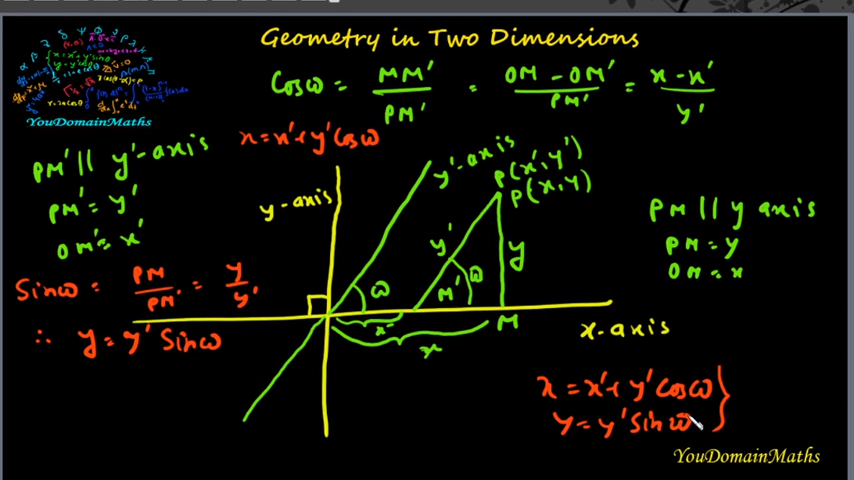 Geometry in Two Dimensions
YouDomainMaths
Cosω = MM'/PM' = OM - OM'/PM' = x - x'/y'
x = x' + y' Cosω
PM' || y'-axis
PM' = y'
OM' = x'
Sinω = PM/PM' = y/y'
∴ y = y' Sinω
y-axis
y'-axis
P(x', y')
P(x, y)
y'
y
ω
ω
M'
M
x'
x
x-axis
PM || y axis
PM = y
OM = x
x = x' + y' Cosω
y = y' Sinω
YouDomainMaths